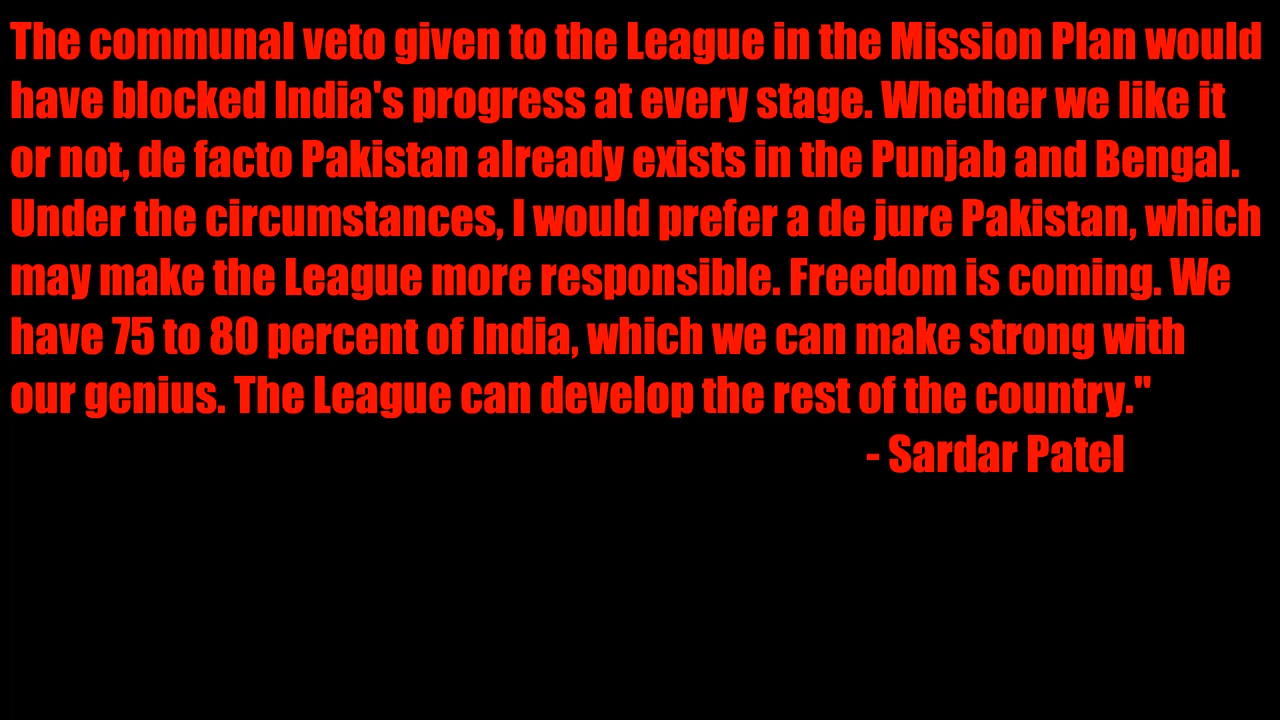 The communal veto given to the League in the Mission Plan would
have blocked India's progress at every stage. Whether we like it
or not, de facto Pakistan already exists in the Punjab and Bengal.
Under the circumstances, I would prefer a de jure Pakistan, which
may make the League more responsible. Freedom is coming. We
have 75 to 80 percent of India, which we can make strong with
our genius. The League can develop the rest of the country."
- Sardar Patel